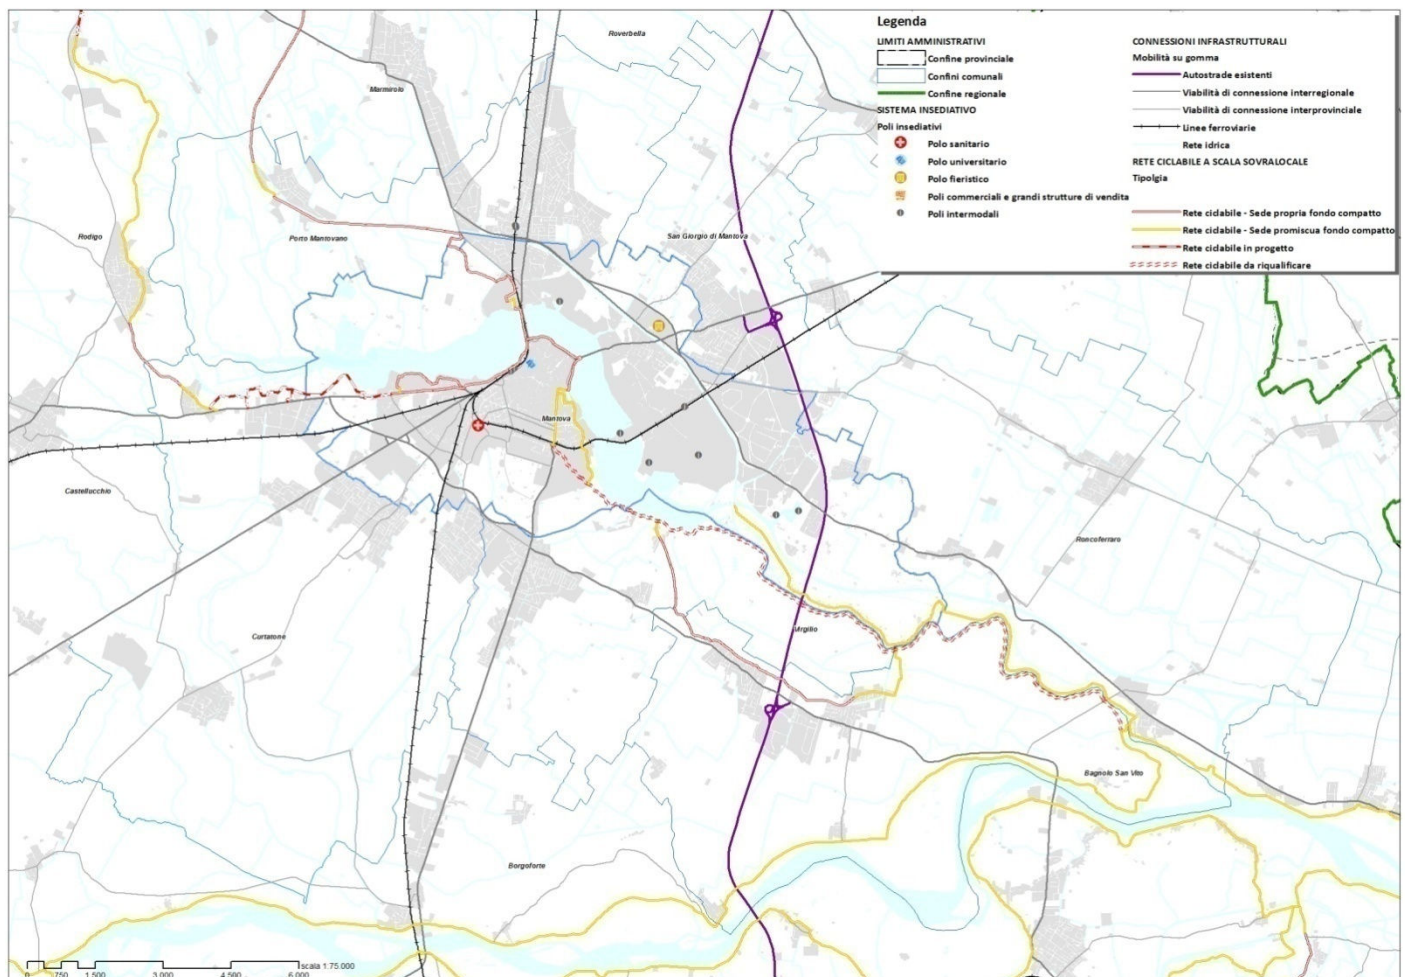 Legenda
LIMITI AMMINISTRATIVI
Confine provinciale
Confini comunali
Confine regionale
SISTEMA INSEDIATIVO
Poli insediativi
Polo sanitario
Polo universitario
Polo fieristico
Poli commerciali e grandi strutture di vendita
Poli intermodali
CONNESSIONI INFRASTRUTTURALI
Mobilità su gomma
Autostrade esistenti
Viabilità di connessione interregionale
Viabilità di connessione interprovinciale
Linee ferroviarie
Rete idrica
RETE CICLABILE A SCALA SOVRALOCALE
Tipolgia
Rete ciclabile - Sede propria fondo compatto
Rete ciclabile - Sede promiscua fondo compatto
Rete ciclabile in progetto
Rete ciclabile da riqualificare
Roverbella
Marmirolo
Rodigo
Porto Mantovano
San Giorgio di Mantova
Mantova
Castellucchio
Roncoferraro
Curtatone
Virgilio
Bagnolo San Vito
Borgoforte
scala 1:75.000
0 750 1.500 3.000 4.500 6.000